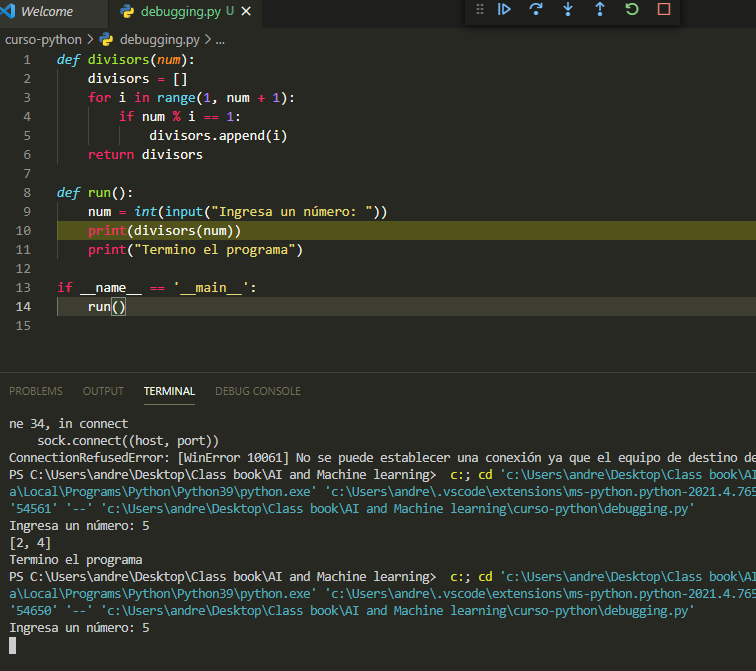 Welcome debugging.py U
curso-python > debugging.py > ...
1 def divisors(num):
2 divisors = []
3 for i in range(1, num + 1):
4 if num % i == 1:
5 divisors.append(i)
6 return divisors
7
8 def run():
9 num = int(input("Ingresa un número: "))
10 print(divisors(num))
11 print("Termino el programa")
12
13 if __name__ == '__main__':
14 run()
15
PROBLEMS OUTPUT TERMINAL DEBUG CONSOLE
ne 34, in connect
sock.connect((host, port))
ConnectionRefusedError: [WinError 10061] No se puede establecer una conexión ya que el equipo de destino de
PS C:\Users\andre\Desktop\Class book\AI and Machine learning> c:; cd 'c:\Users\andre\Desktop\Class book\AI
a\Local\Programs\Python\Python39\python.exe' 'c:\Users\andre\.vscode\extensions\ms-python.python-2021.4.765
'54561' '--' 'c:\Users\andre\Desktop\Class book\AI and Machine learning\curso-python\debugging.py'
Ingresa un número: 5
[2, 4]
Termino el programa
PS C:\Users\andre\Desktop\Class book\AI and Machine learning> c:; cd 'c:\Users\andre\Desktop\Class book\AI
a\Local\Programs\Python\Python39\python.exe' 'c:\Users\andre\.vscode\extensions\ms-python.python-2021.4.765
'54650' '--' 'c:\Users\andre\Desktop\Class book\AI and Machine learning\curso-python\debugging.py'
Ingresa un número: 5